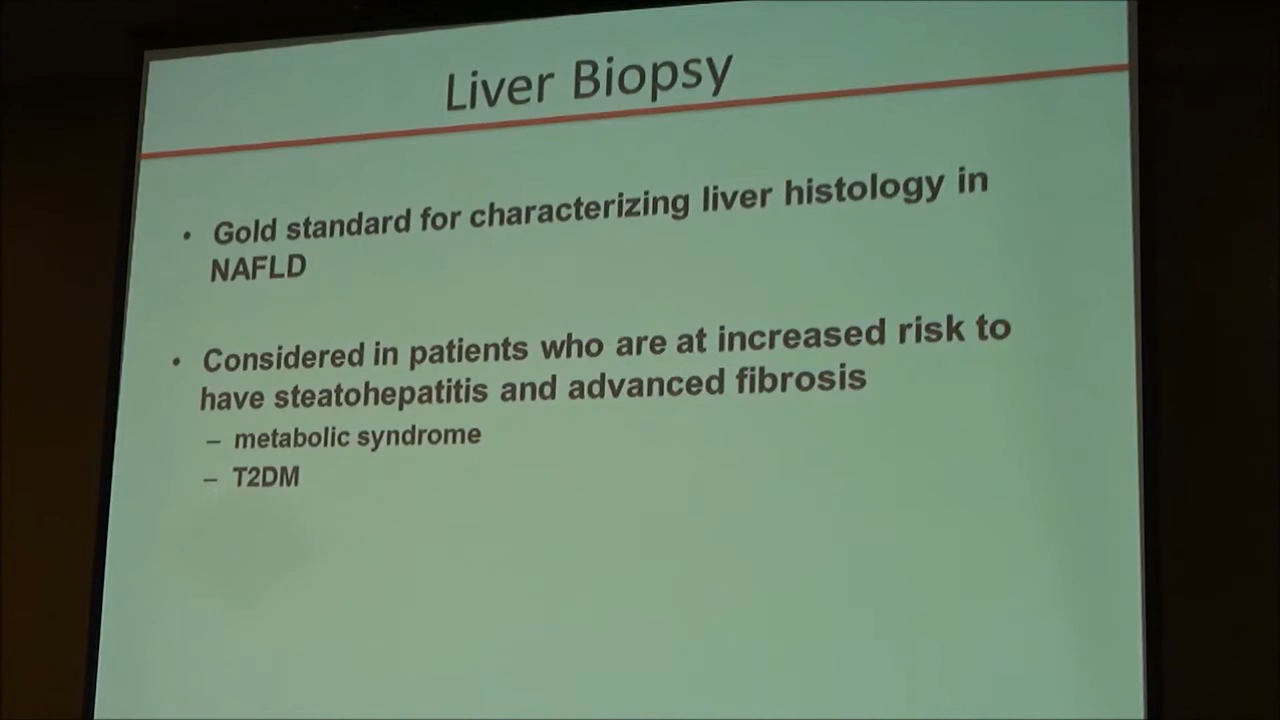 Liver Biopsy
• Gold standard for characterizing liver histology in
NAFLD
• Considered in patients who are at increased risk to
have steatohepatitis and advanced fibrosis
– metabolic syndrome
– T2DM